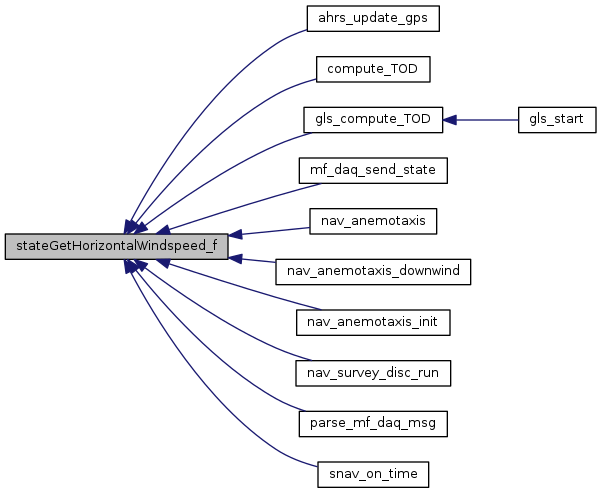 ahrs_update_gps
compute_TOD
gls_compute_TOD
gls_start
mf_daq_send_state
nav_anemotaxis
stateGetHorizontalWindspeed_f
nav_anemotaxis_downwind
nav_anemotaxis_init
nav_survey_disc_run
parse_mf_daq_msg
snav_on_time